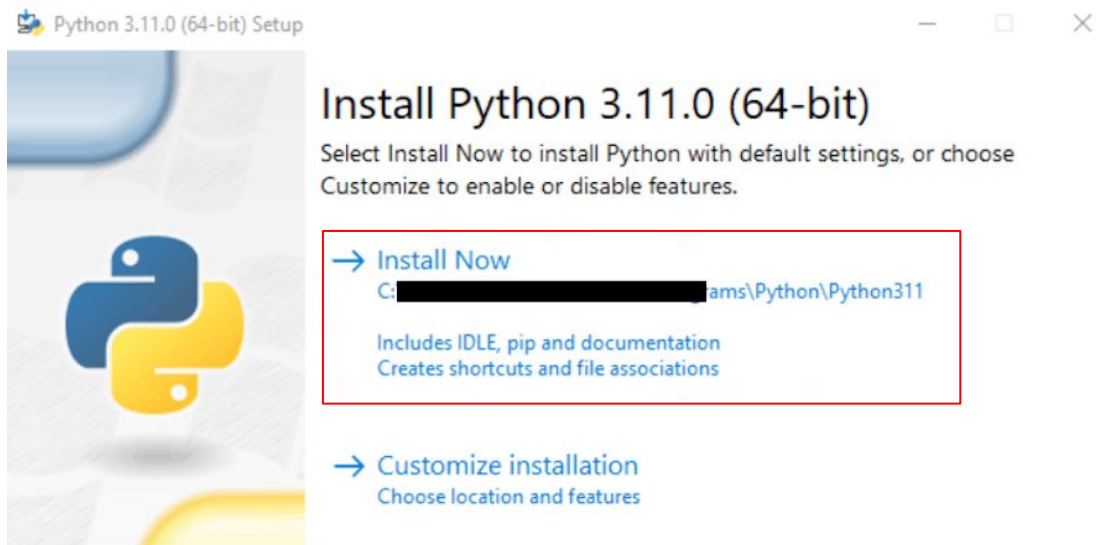 Python 3.11.0 (64-bit) Setup
Install Python 3.11.0 (64-bit)
Select Install Now to install Python with default settings, or choose
Customize to enable or disable features.
Install Now
C: rams\Python\Python311
Includes IDLE, pip and documentation
Creates shortcuts and file associations
Customize installation
Choose location and features